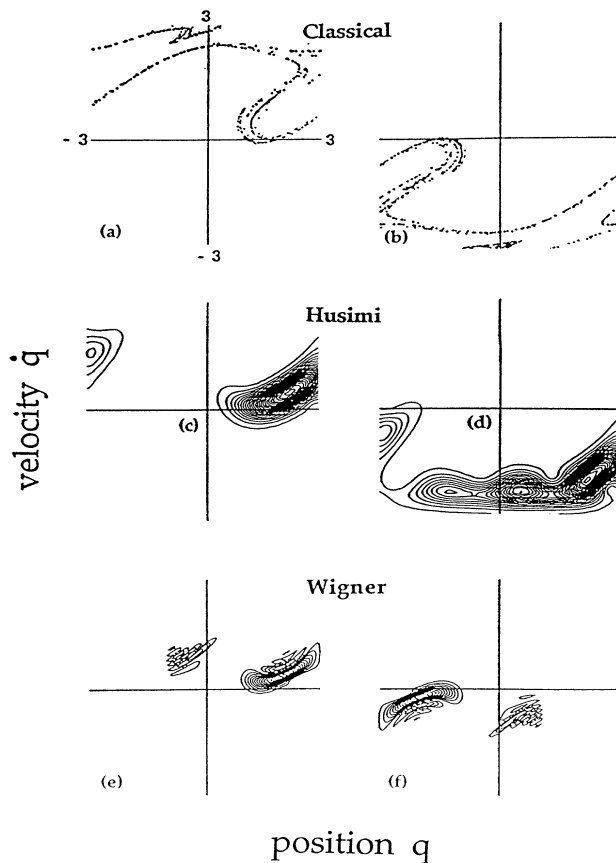 3
Classical
- 3
3
(a)
- 3
(b)
Husimi
(c)
(d)
velocity q̇
Wigner
(e)
(f)
position q